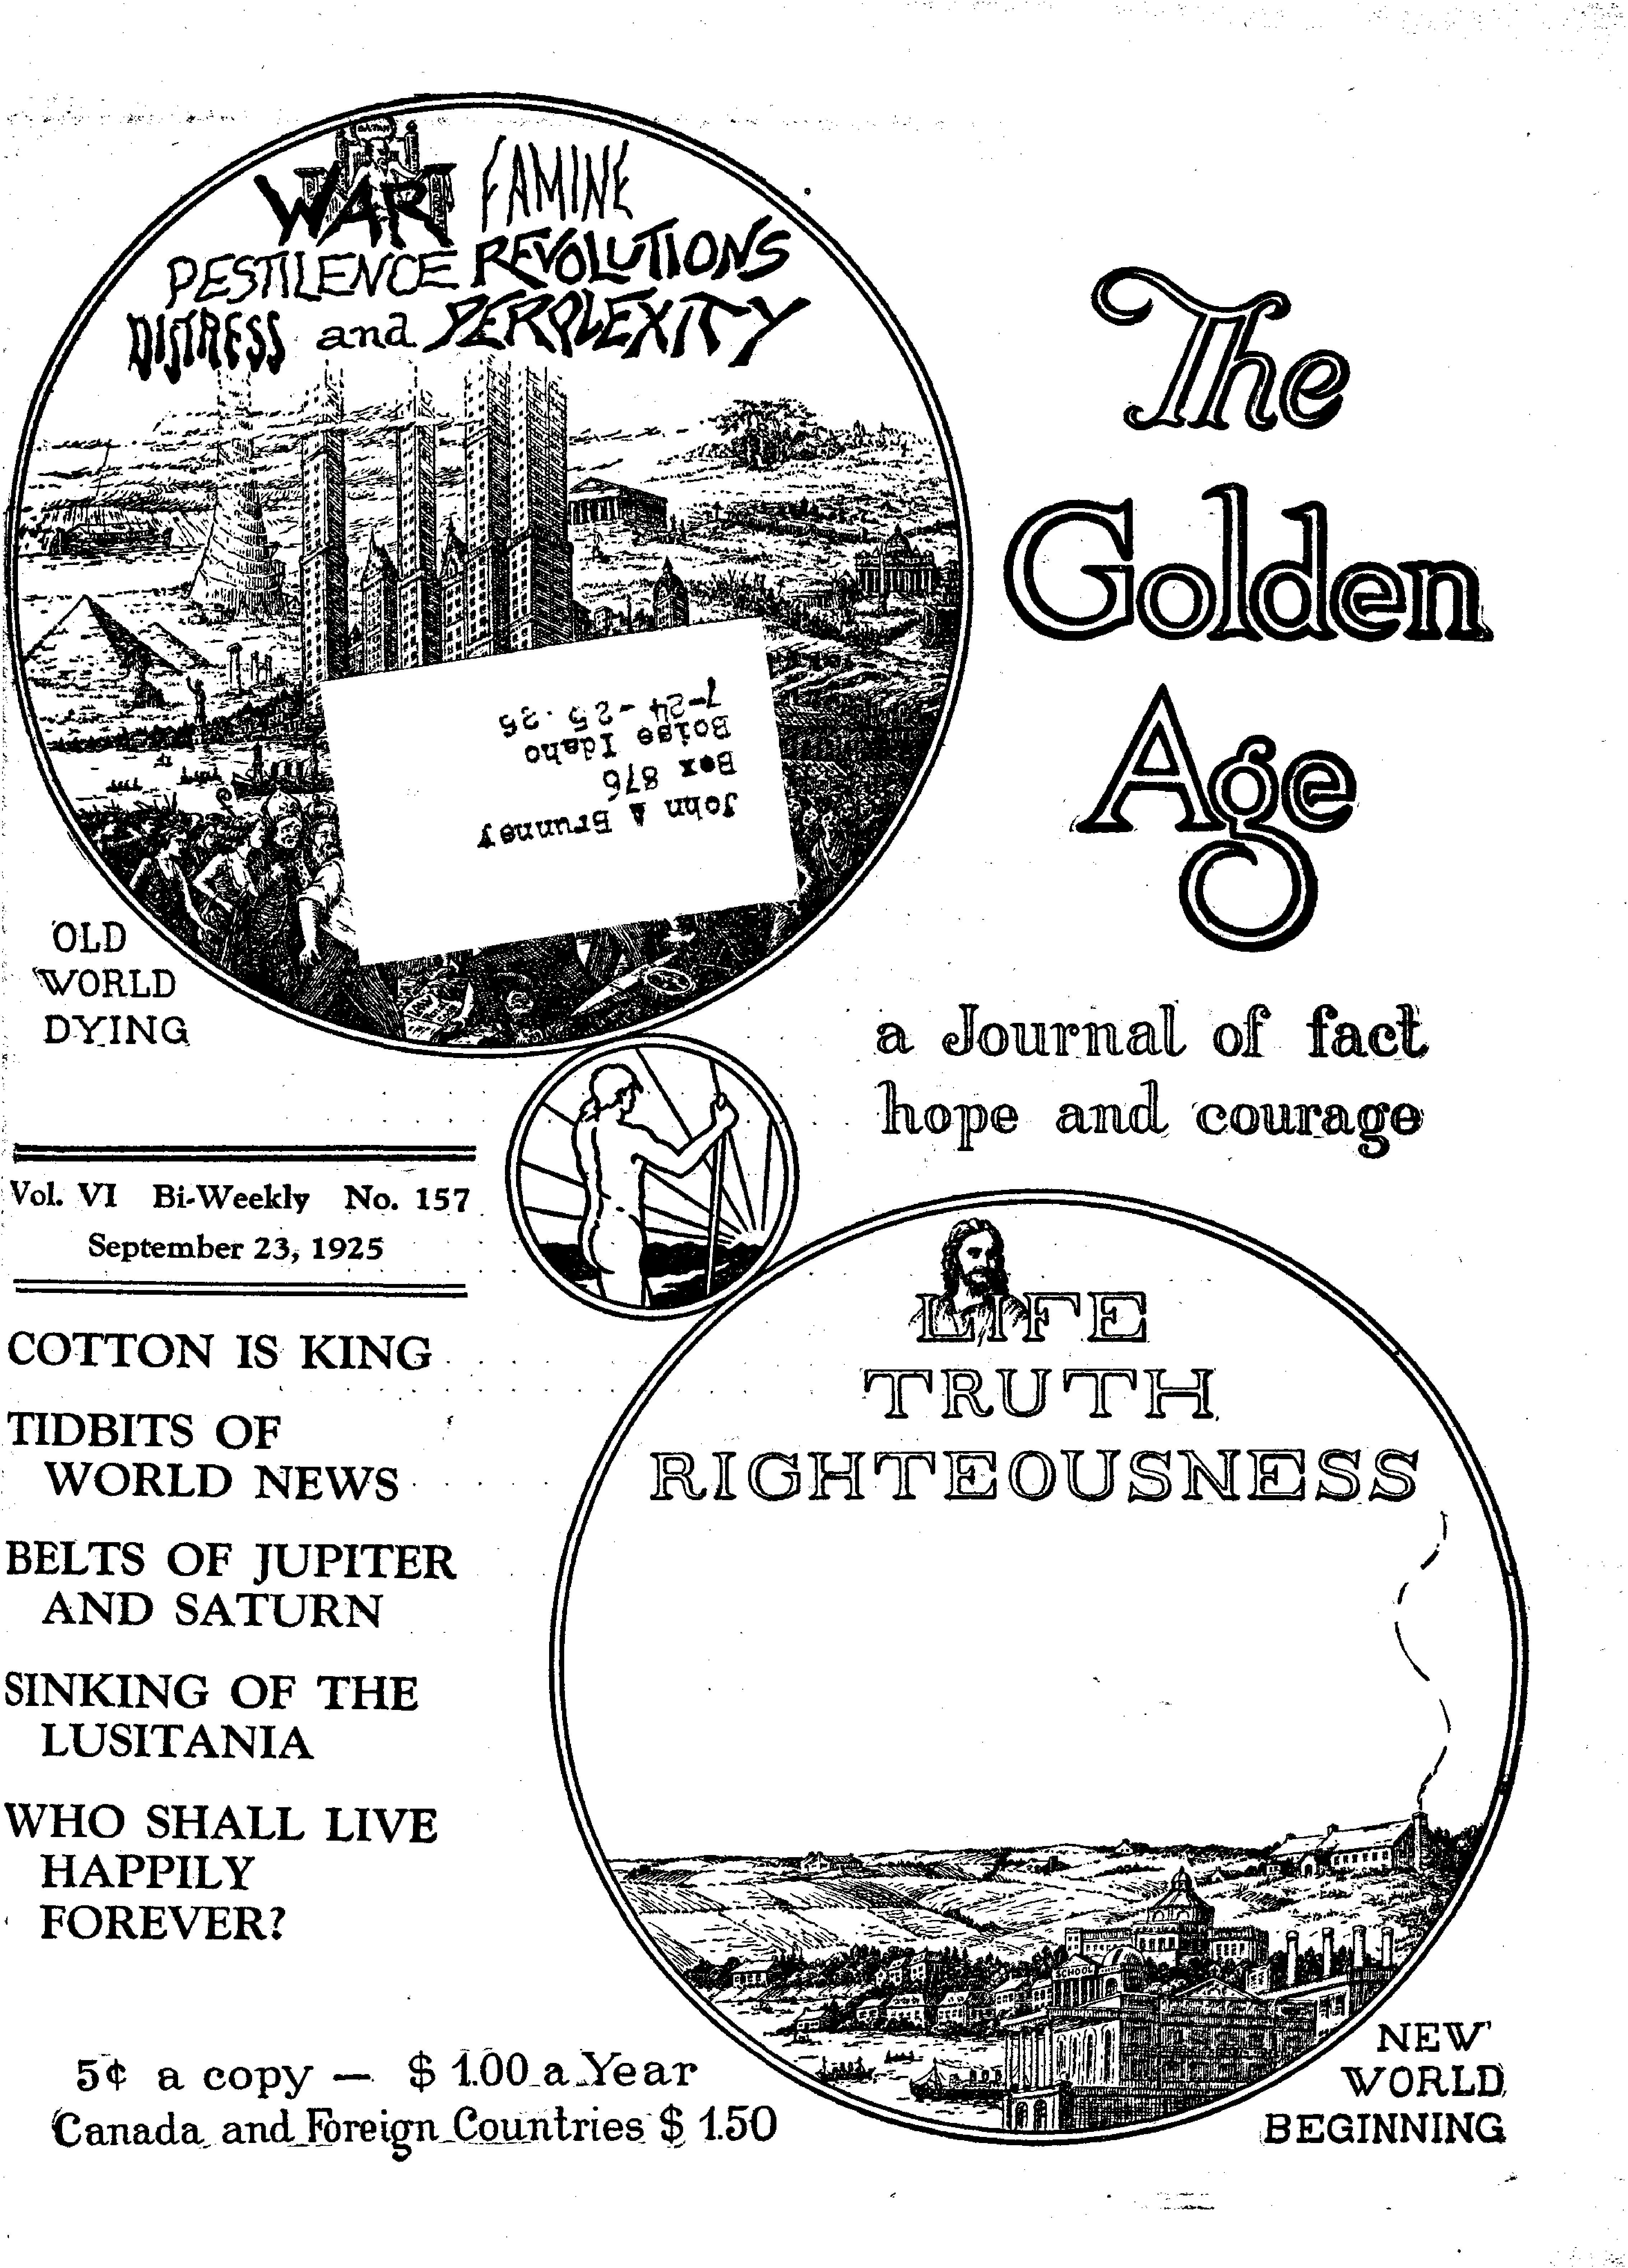 SATAN
WAR FAMINE
PESTILENCE REVOLUTIONS
DISTRESS and PERPLEXITY
The
Golden
Age
John A Brunney
Box 876
Boise Idaho
7-24-25.26
OLD
WORLD
DYING
a Journal of fact
hope and courage
Vol. VI Bi-Weekly No. 157
September 23, 1925
COTTON IS KING
TIDBITS OF
WORLD NEWS
BELTS OF JUPITER
AND SATURN
SINKING OF THE
LUSITANIA
WHO SHALL LIVE
HAPPILY
FOREVER?
LIFE
TRUTH
RIGHTEOUSNESS
SCHOOL
5¢ a copy — $ 1.00 a Year
Canada and Foreign Countries $ 1.50
NEW
WORLD
BEGINNING